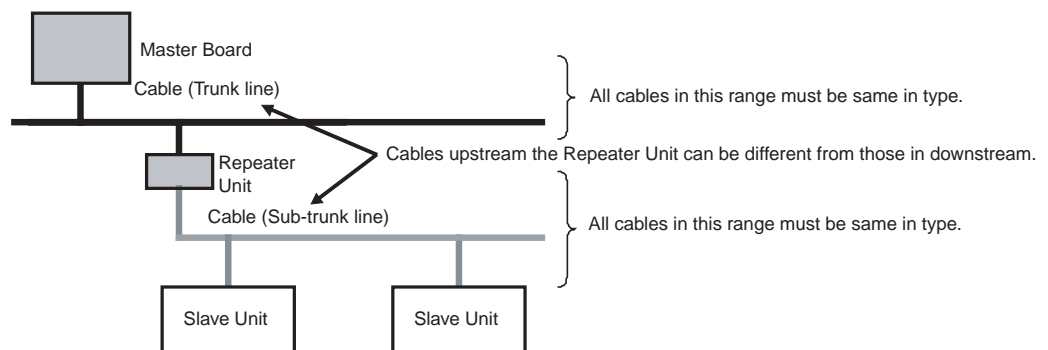 Master Board
Cable (Trunk line)
All cables in this range must be same in type.
Cables upstream the Repeater Unit can be different from those in downstream.
Repeater
Unit
Cable (Sub-trunk line)
All cables in this range must be same in type.
Slave Unit
Slave Unit